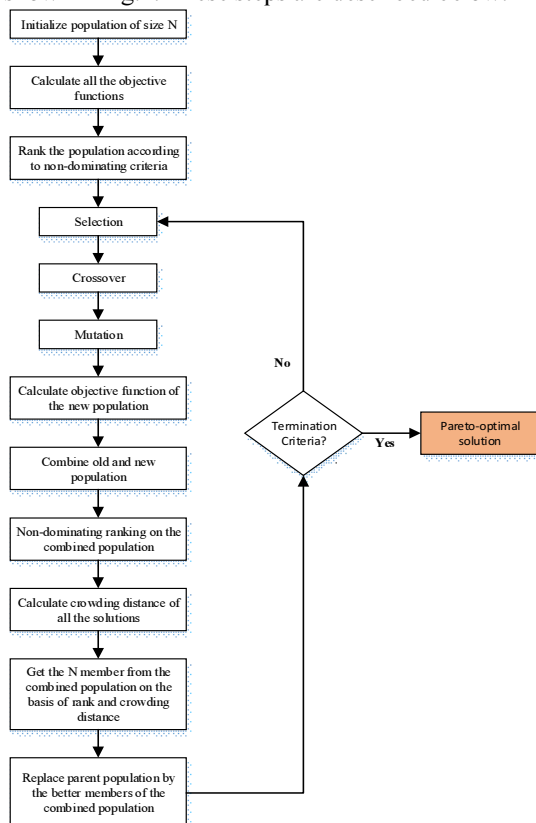 Initialize population of size N
Calculate all the objective
functions
Rank the population according
to non-dominating criteria
Selection
Crossover
Mutation
Calculate objective function of
the new population
Combine old and new
population
Non-dominating ranking on the
combined population
Calculate crowding distance of
all the solutions
Get the N member from the
combined population on the
basis of rank and crowding
distance
Replace parent population by
the better members of the
combined population
No
Termination
Criteria?
Yes
Pareto-optimal
solution